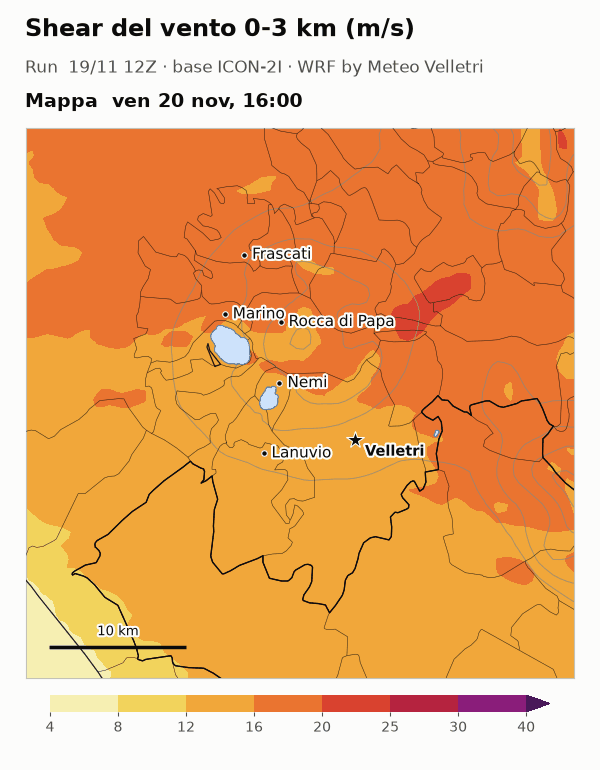 Shear del vento 0-3 km (m/s)
Run  19/11 12Z · base ICON-2I · WRF by Meteo Velletri
Mappa  ven 20 nov, 16:00
Frascati
Marino
Rocca di Papa
Nemi
Velletri
Lanuvio
10 km
4 8 12 16 20 25 30 40